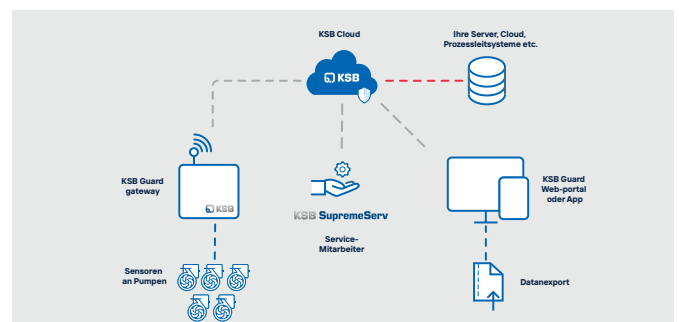 KSB Cloud
Ihre Server, Cloud,
Prozessleitsysteme etc.
KSB
KSB Guard
gateway
KSB
KSB SupremeServ
Service-
Mitarbeiter
KSB Guard
Web-portal
oder App
Sensoren
an Pumpen
Datanexport